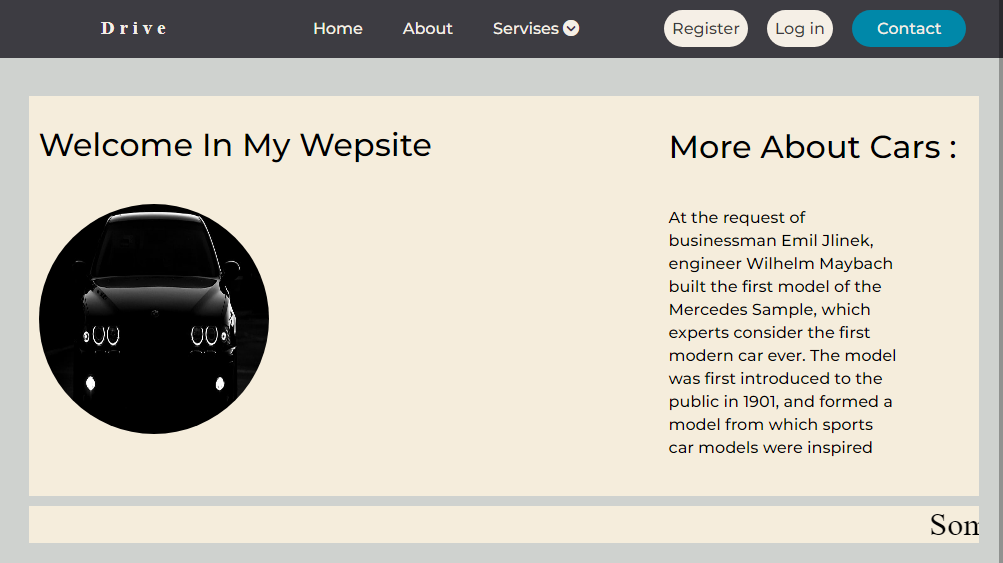 Drive
Home
About
Servises
Register
Log in
Contact
Welcome In My Wepsite
More About Cars :
At the request of
businessman Emil Jlinek,
engineer Wilhelm Maybach
built the first model of the
Mercedes Sample, which
experts consider the first
modern car ever. The model
was first introduced to the
public in 1901, and formed a
model from which sports
car models were inspired